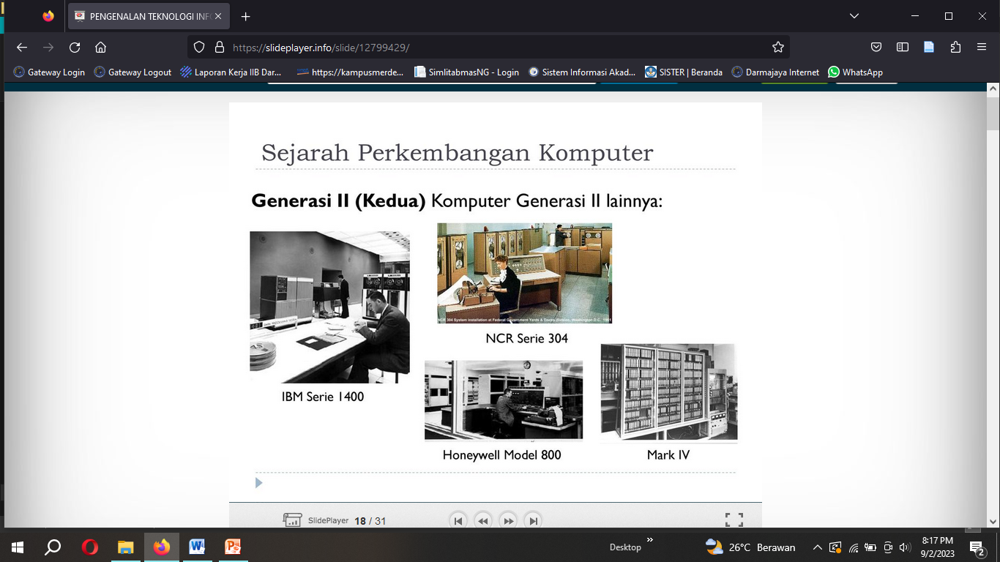 PENGENALAN TEKNOLOGI INF
https://slideplayer.info/slide/12799429/
Gateway Login
Gateway Logout
Laporan Kerja IIB Dar...
https://kampusmerde...
SimlitabmasNG - Login
Sistem Informasi Akad...
SISTER | Beranda
Darmajaya Internet
WhatsApp
Sejarah Perkembangan Komputer
Generasi II (Kedua) Komputer Generasi II lainnya:
NCR 304 System installation at Federal Government Yards & Docks division, Washington D.C. 1961
NCR Serie 304
IBM Serie 1400
Honeywell Model 800
Mark IV
SlidePlayer 18 / 31
Desktop
26°C Berawan
8:17 PM
9/2/2023
2